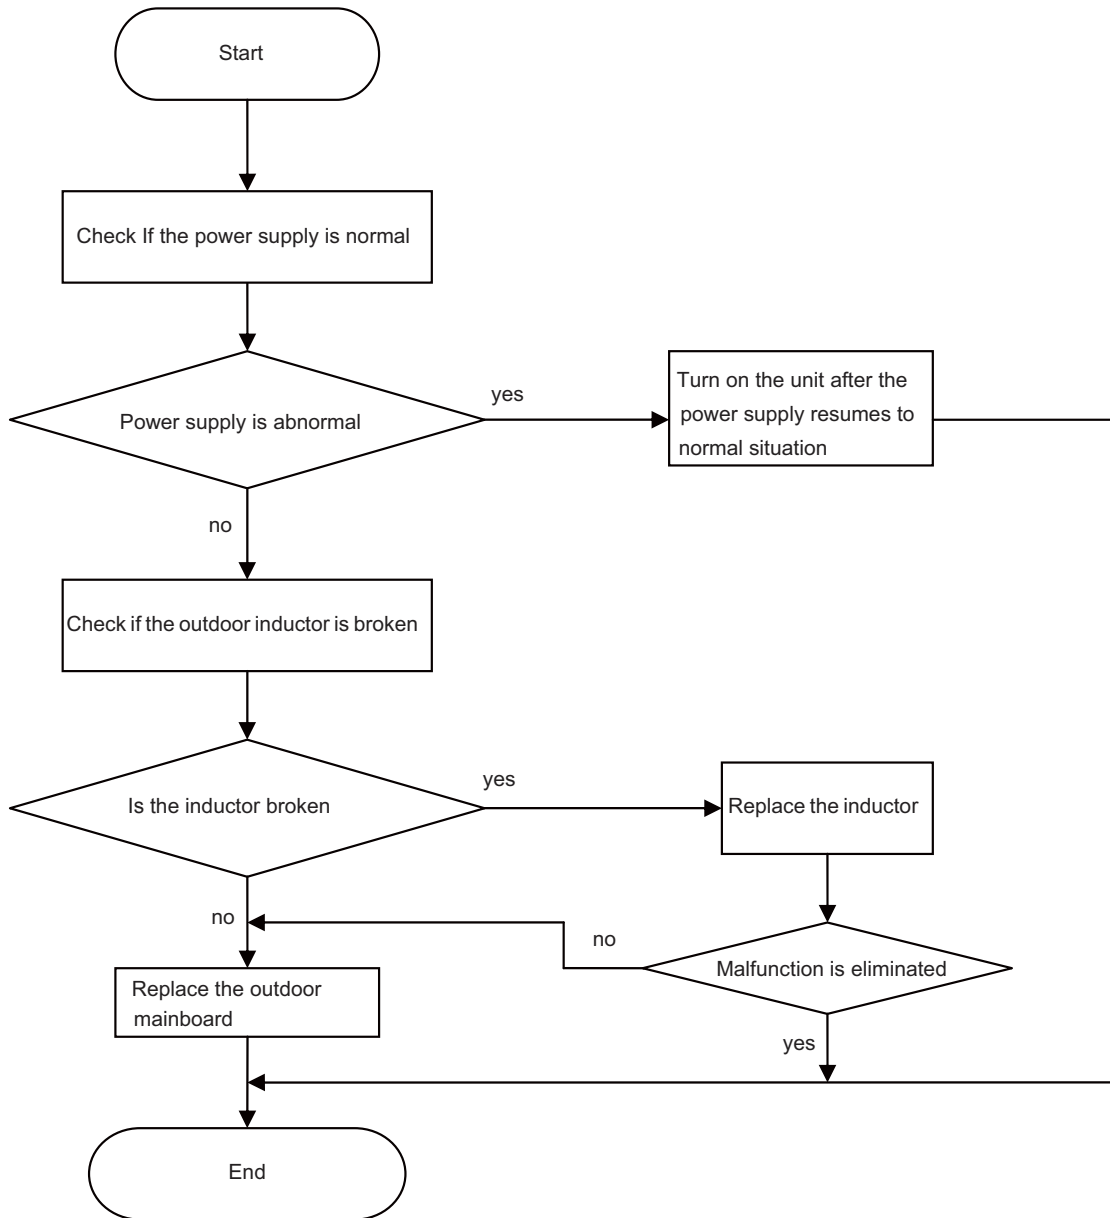 Start
Check If the power supply is normal
Power supply is abnormal
yes
Turn on the unit after the
power supply resumes to
normal situation
no
Check if the outdoor inductor is broken
Is the inductor broken
yes
Replace the inductor
no
no
Malfunction is eliminated
Replace the outdoor
mainboard
yes
End